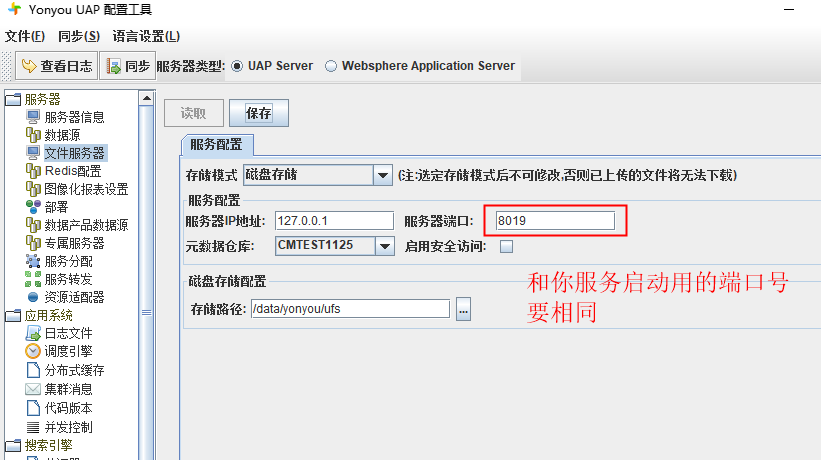 Yonyou UAP 配置工具
文件(F) 同步(S) 语言设置(L)
查看日志 同步 服务器类型: UAP Server Websphere Application Server
服务器
服务器信息
数据源
文件服务器
Redis配置
图像化报表设置
部署
数据产品数据源
专属服务器
服务分配
服务转发
资源适配器
应用系统
日志文件
调度引擎
分布式缓存
集群消息
代码版本
并发控制
搜索引擎
读取 保存
服务配置
存储模式 磁盘存储 (注:选定存储模式后不可修改,否则已上传的文件将无法下载)
服务配置
服务器IP地址: 127.0.0.1 服务器端口: 8019
元数据仓库: CMTEST1125 启用安全访问:
磁盘存储配置
存储路径: /data/yonyou/ufs ...
和你服务启动用的端口号
要相同